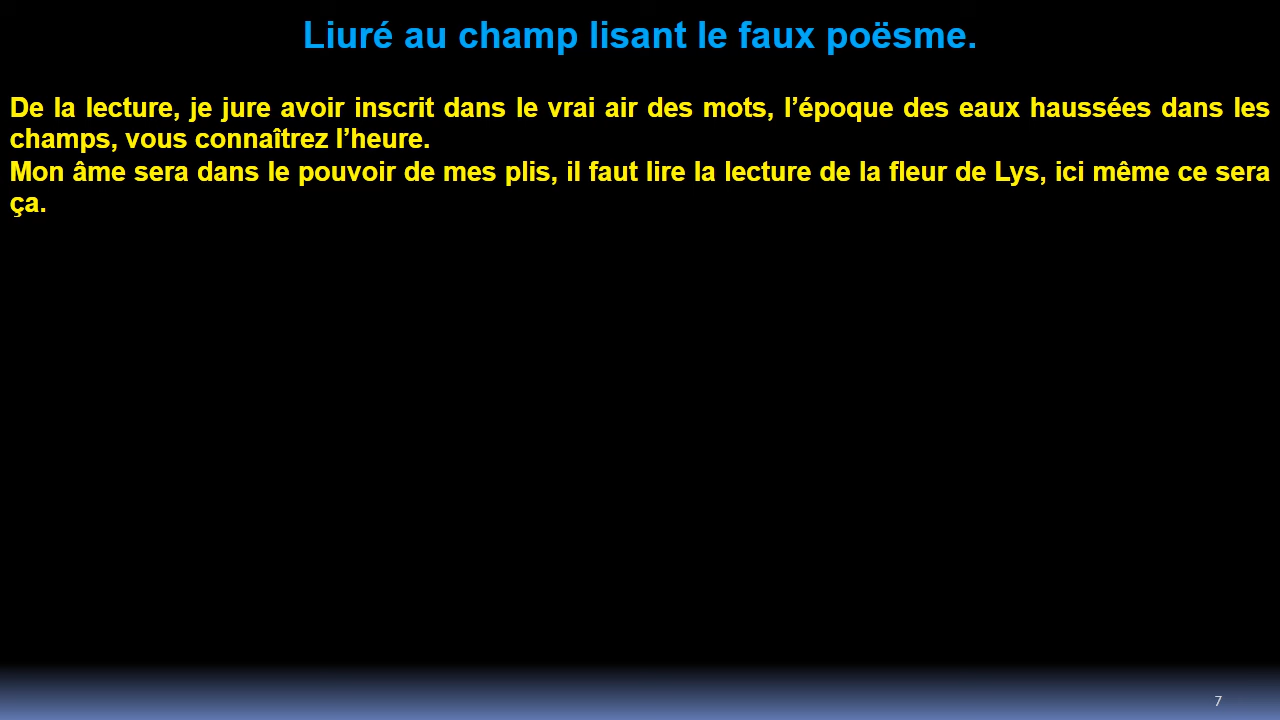 Liuré au champ lisant le faux poësme.
De la lecture, je jure avoir inscrit dans le vrai air des mots, l’époque des eaux haussées dans les
champs, vous connaîtrez l’heure.
Mon âme sera dans le pouvoir de mes plis, il faut lire la lecture de la fleur de Lys, ici même ce sera
ça.
7